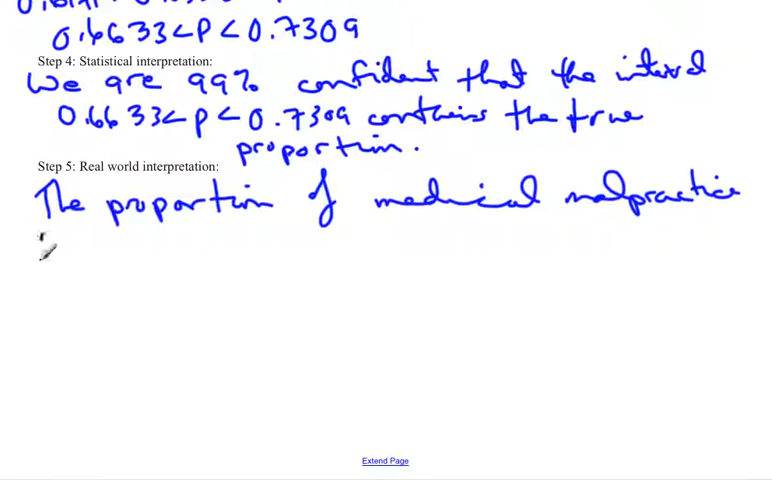 0.6633<P<0.7309
Step 4: Statistical interpretation:
We are 99% confident that the interval
0.6633<P<0.7309 contains the true
proportion.
Step 5: Real world interpretation:
The proportion of medical malpractice
Extend Page